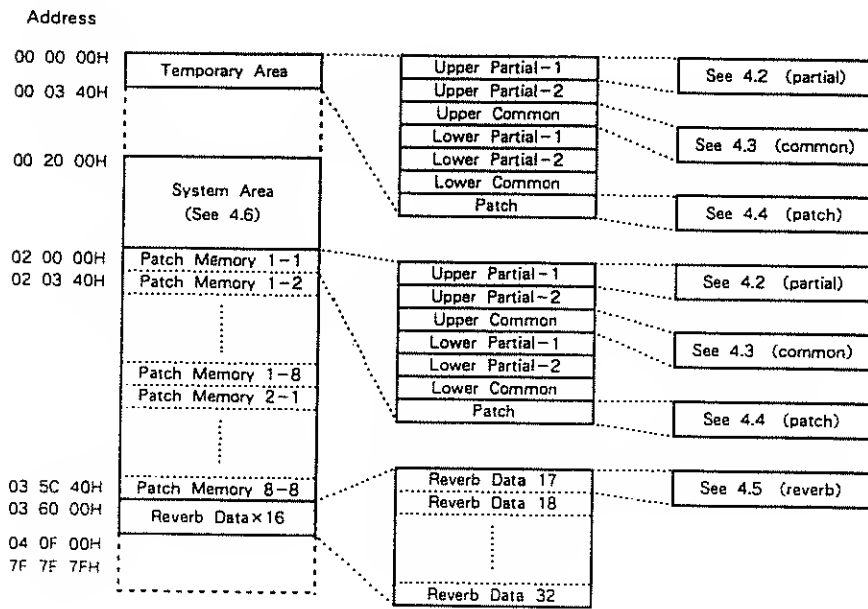 Address
00 00 00H
00 03 40H
00 20 00H
02 00 00H
02 03 40H
03 5C 40H
03 60 00H
04 0F 00H
7F 7F 7FH
Temporary Area
System Area
(See 4.6)
Patch Memory 1-1
Patch Memory 1-2
Patch Memory 1-8
Patch Memory 2-1
Patch Memory 8-8
Reverb Data×16
Upper Partial-1
Upper Partial-2
Upper Common
Lower Partial-1
Lower Partial-2
Lower Common
Patch
Upper Partial-1
Upper Partial-2
Upper Common
Lower Partial-1
Lower Partial-2
Lower Common
Patch
Reverb Data 17
Reverb Data 18
Reverb Data 32
See 4.2 (partial)
See 4.3 (common)
See 4.4 (patch)
See 4.2 (partial)
See 4.3 (common)
See 4.4 (patch)
See 4.5 (reverb)